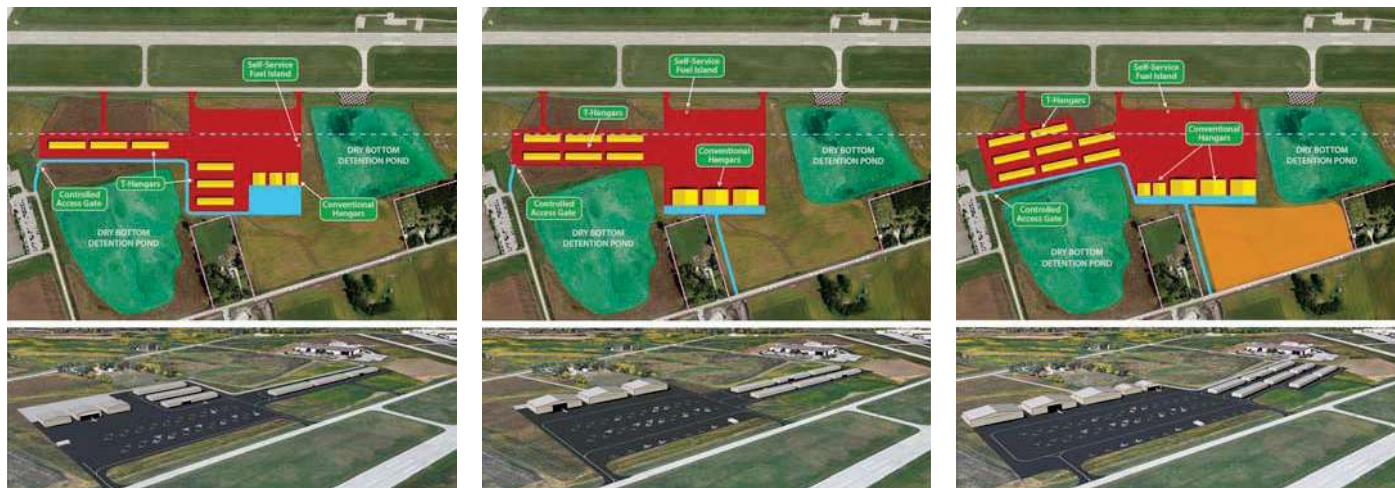 Self-Service
Fuel Island
DRY BOTTOM
DETENTION POND
T-Hangars
Controlled
Access Gate
Conventional
Hangars
DRY BOTTOM
DETENTION POND
Self-Service
Fuel Island
T-Hangars
Conventional
Hangars
DRY BOTTOM
DETENTION POND
Controlled
Access Gate
DRY BOTTOM
DETENTION POND
Self-Service
Fuel Island
T-Hangars
Conventional
Hangars
DRY BOTTOM
DETENTION POND
Controlled
Access Gate
DRY BOTTOM
DETENTION POND